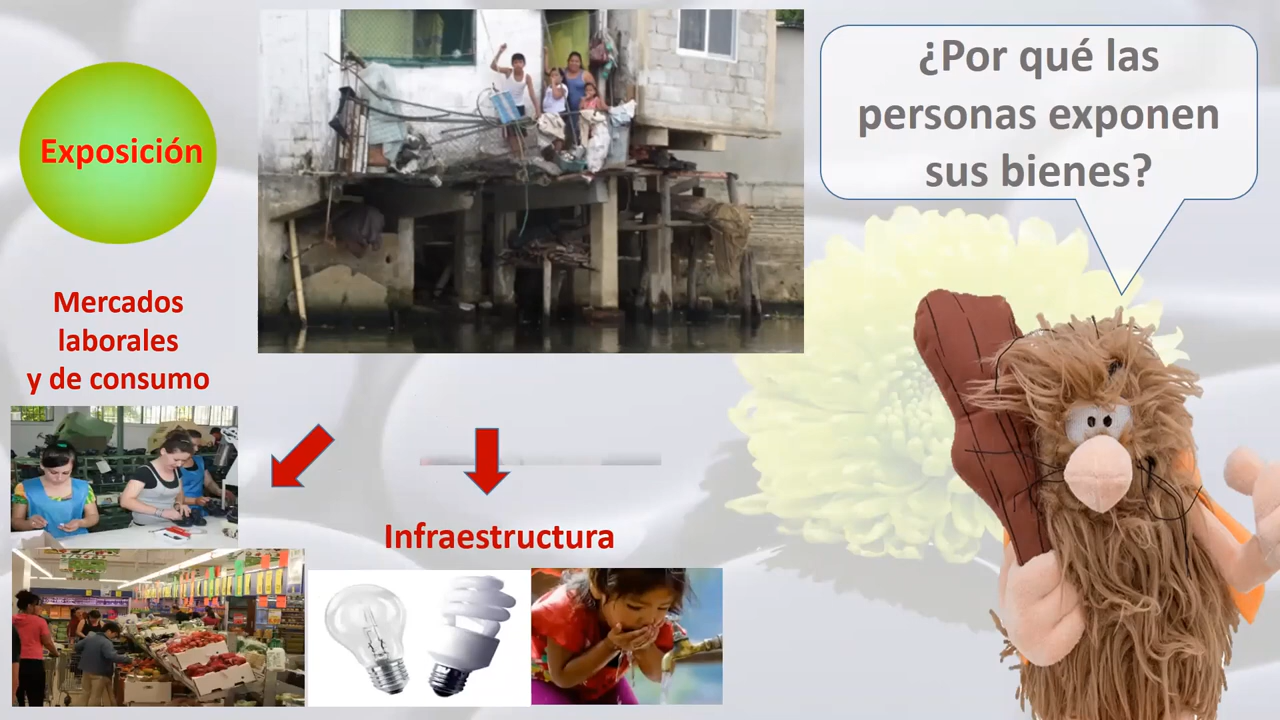 Exposición
¿Por qué las
personas exponen
sus bienes?
Mercados
laborales
y de consumo
Infraestructura